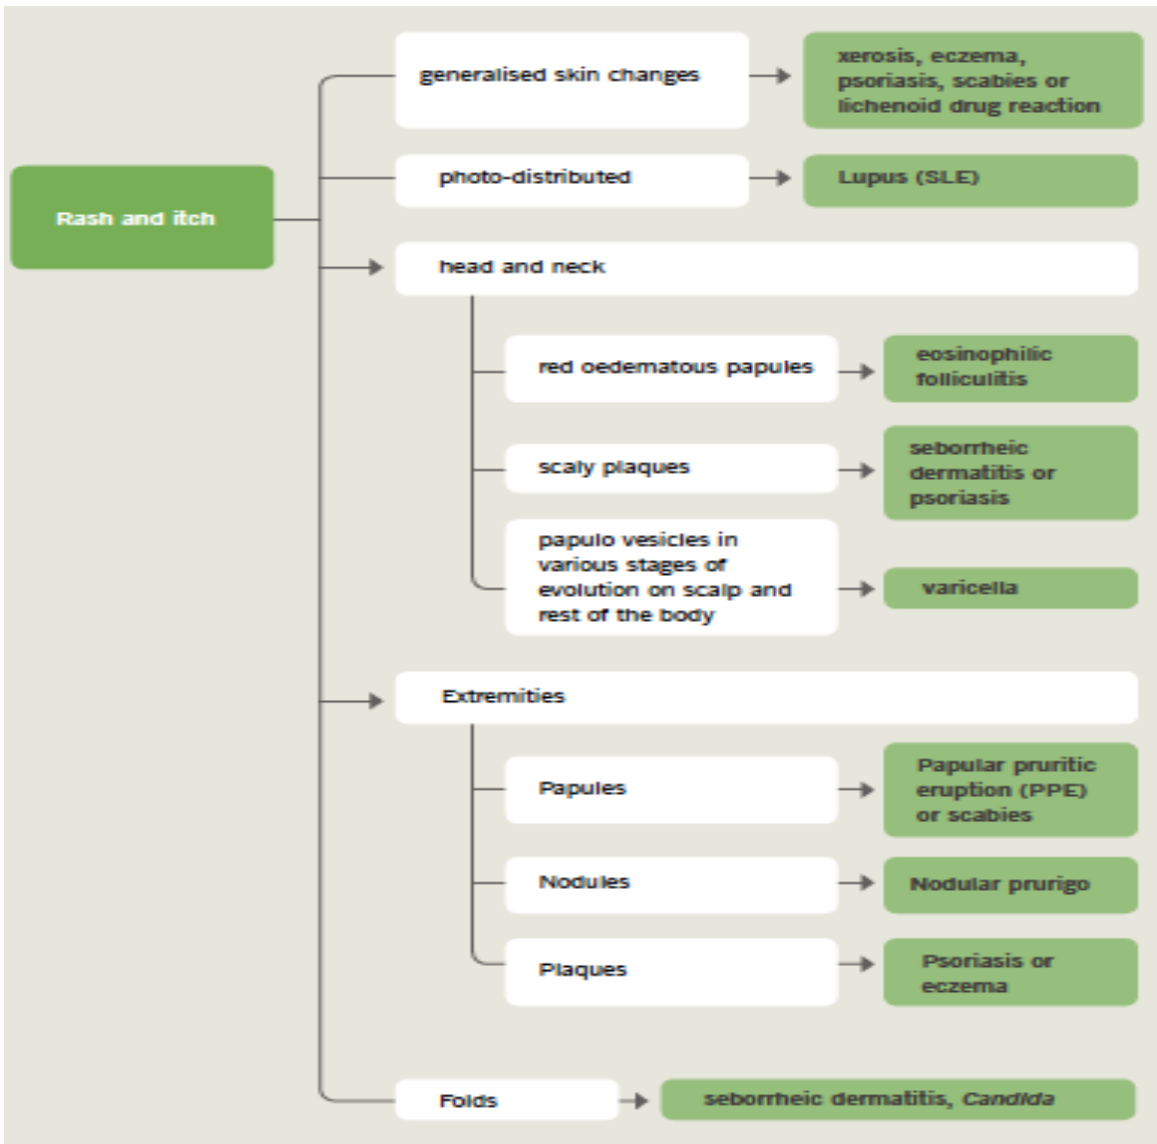 generalised skin changes
xerosis, eczema,
psoriasis, scabies or
lichenoid drug reaction
photo-distributed
Lupus (SLE)
Rash and itch
head and neck
red oedematous papules
eosinophilic
folliculitis
scaly plaques
seborrheic
dermatitis or
psoriasis
papulo vesicles in
various stages of
evolution on scalp and
rest of the body
varicella
Extremities
Papules
Papular pruritic
eruption (PPE)
or scabies
Nodules
Nodular prurigo
Plaques
Psoriasis or
eczema
Folds
seborrheic dermatitis, Candida